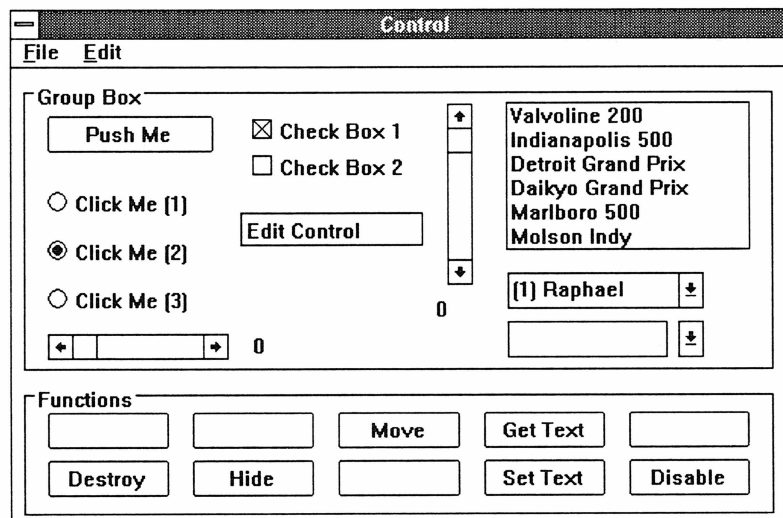 Control
File Edit
Group Box
Push Me
Check Box 1
Check Box 2
Click Me (1)
Click Me (2)
Click Me (3)
Edit Control
0
0
Valvoline 200
Indianapolis 500
Detroit Grand Prix
Daikyo Grand Prix
Marlboro 500
Molson Indy
(1) Raphael
Functions
Move Get Text
Destroy Hide Set Text Disable